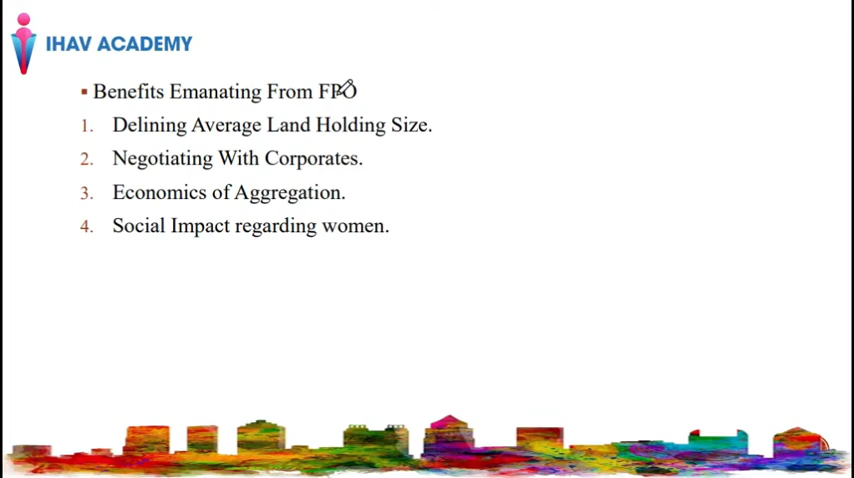 IHAV ACADEMY
▪ Benefits Emanating From FPO
1. Delining Average Land Holding Size.
2. Negotiating With Corporates.
3. Economics of Aggregation.
4. Social Impact regarding women.